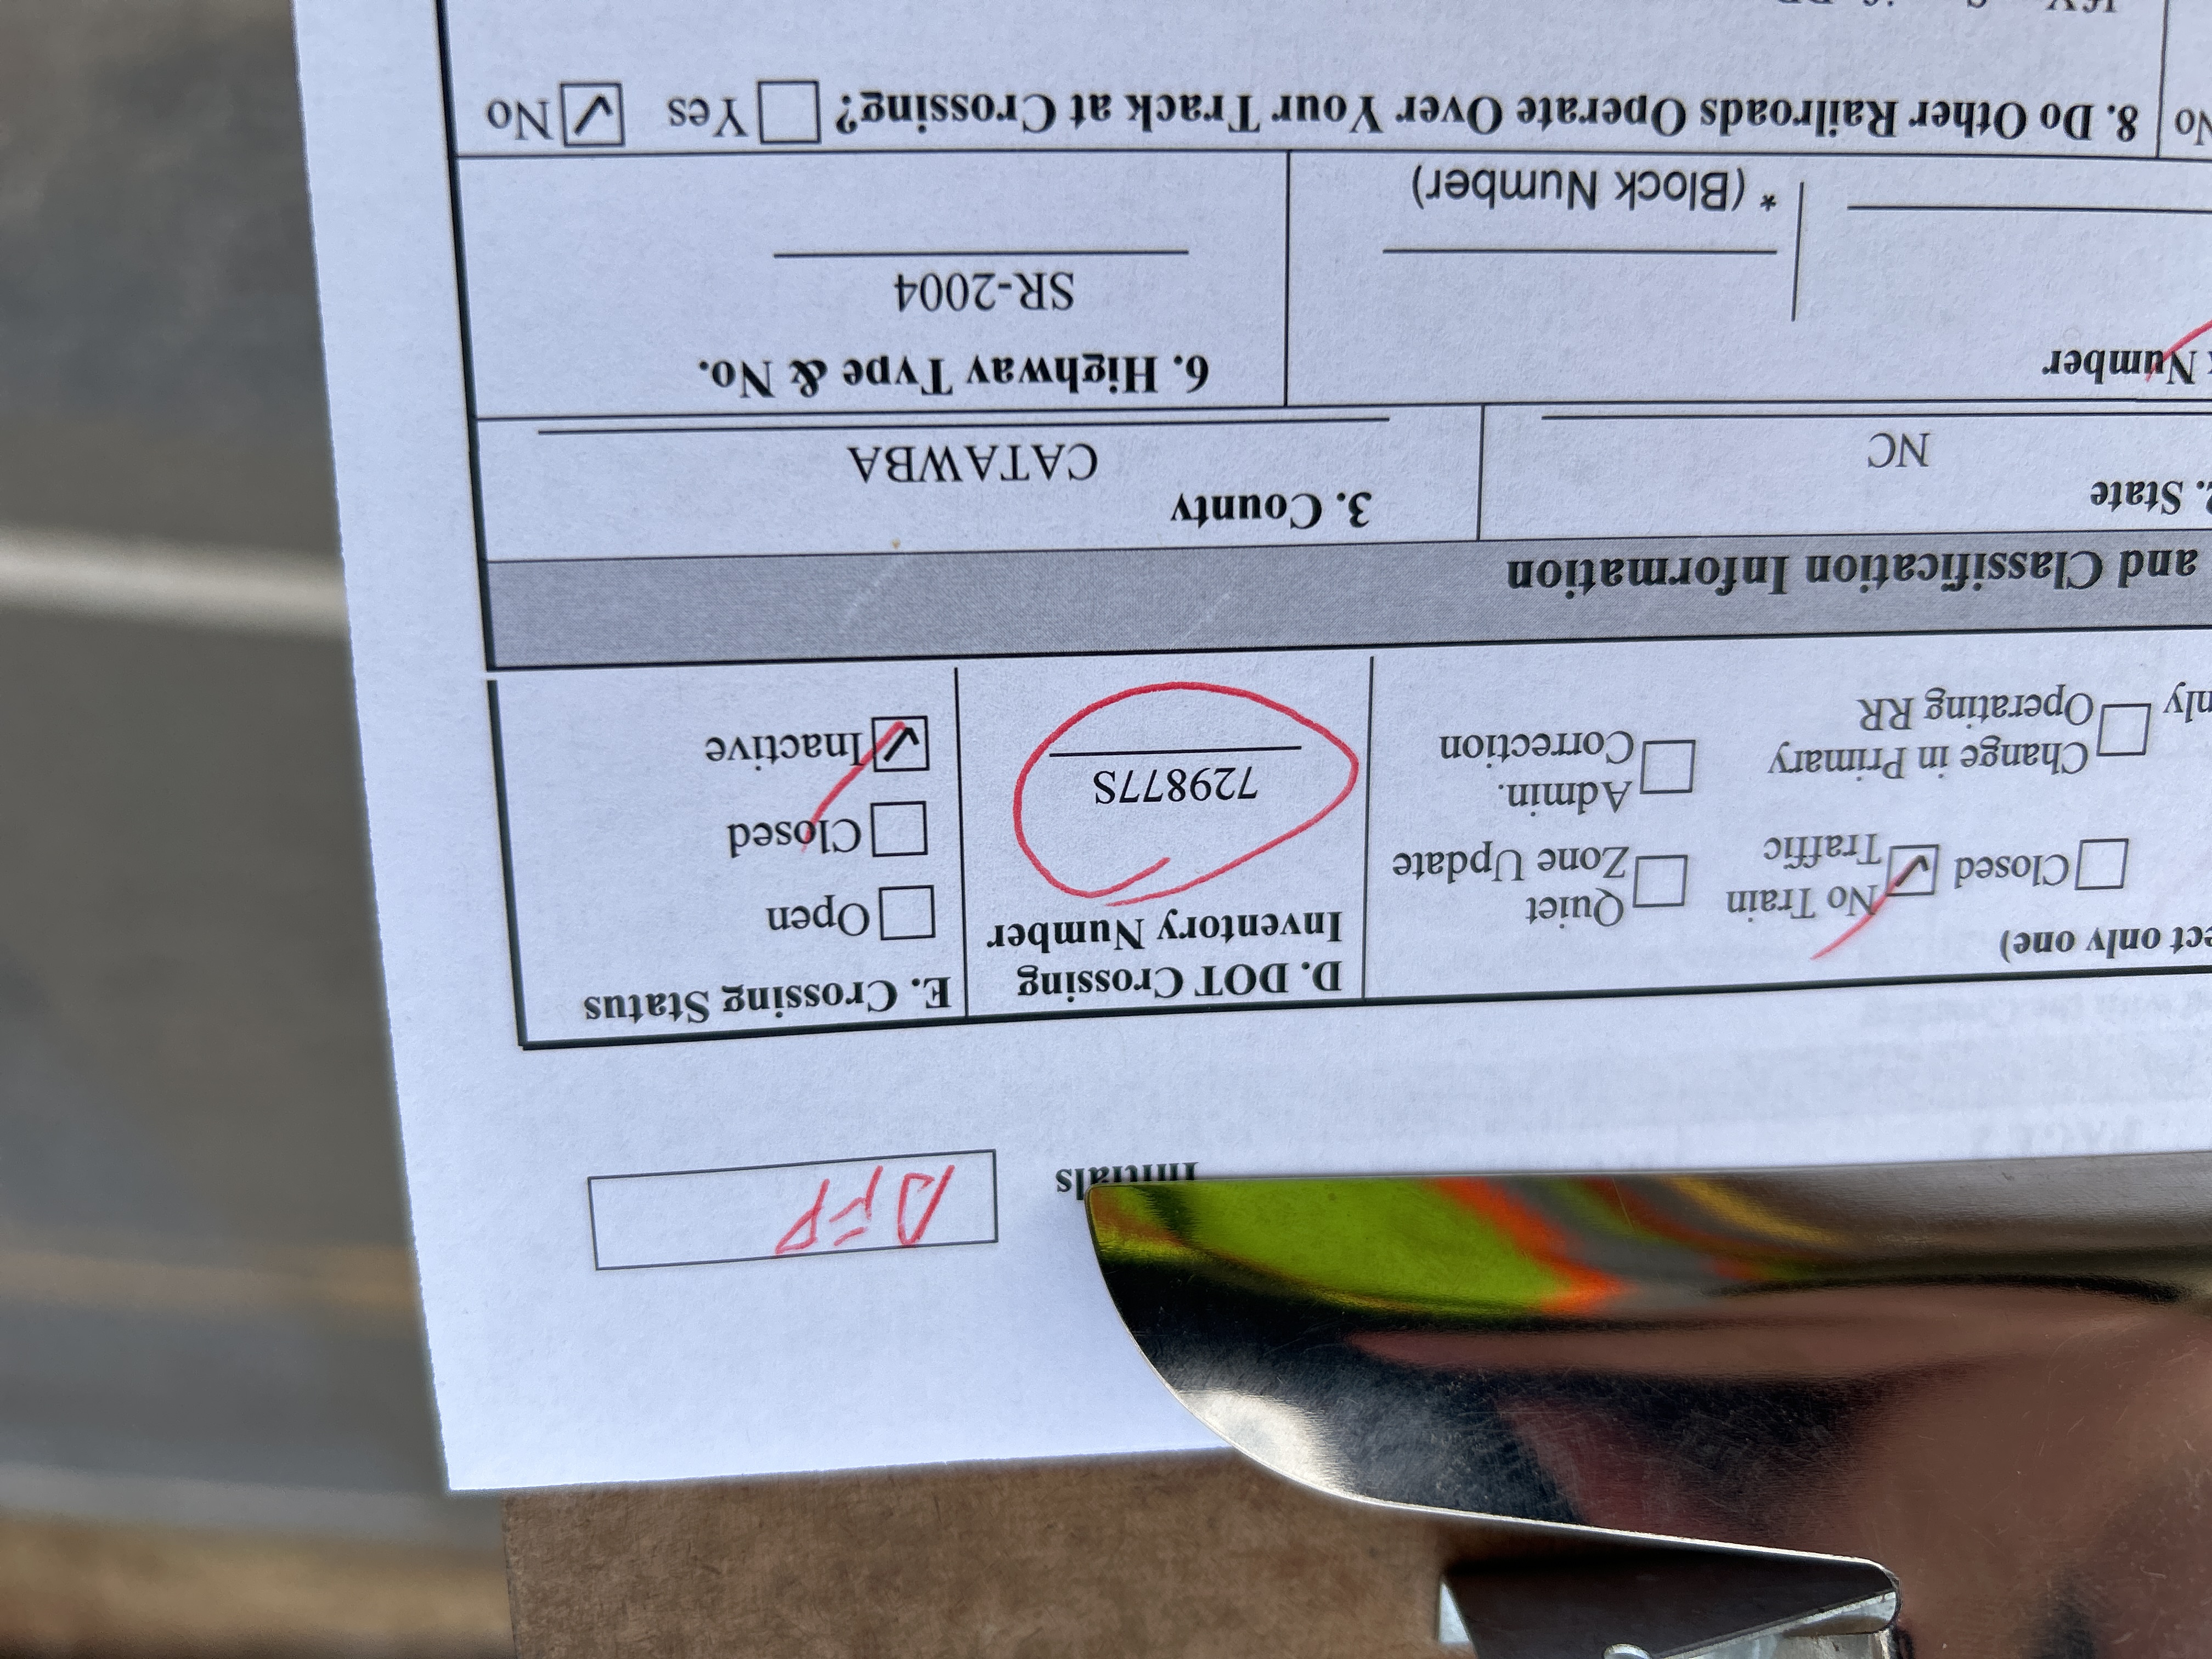 Initials AFP
ect only one)
D. DOT Crossing
Inventory Number
E. Crossing Status
Closed
No Train
Traffic
Quiet
Zone Update
729877S
Open
Closed
Inactive
Change in Primary
Operating RR
Admin.
Correction
and Classification Information
2. State
NC
3. County
CATAWBA
Number
* (Block Number)
6. Highway Type & No.
SR-2004
No
8. Do Other Railroads Operate Over Your Track at Crossing?
Yes
No